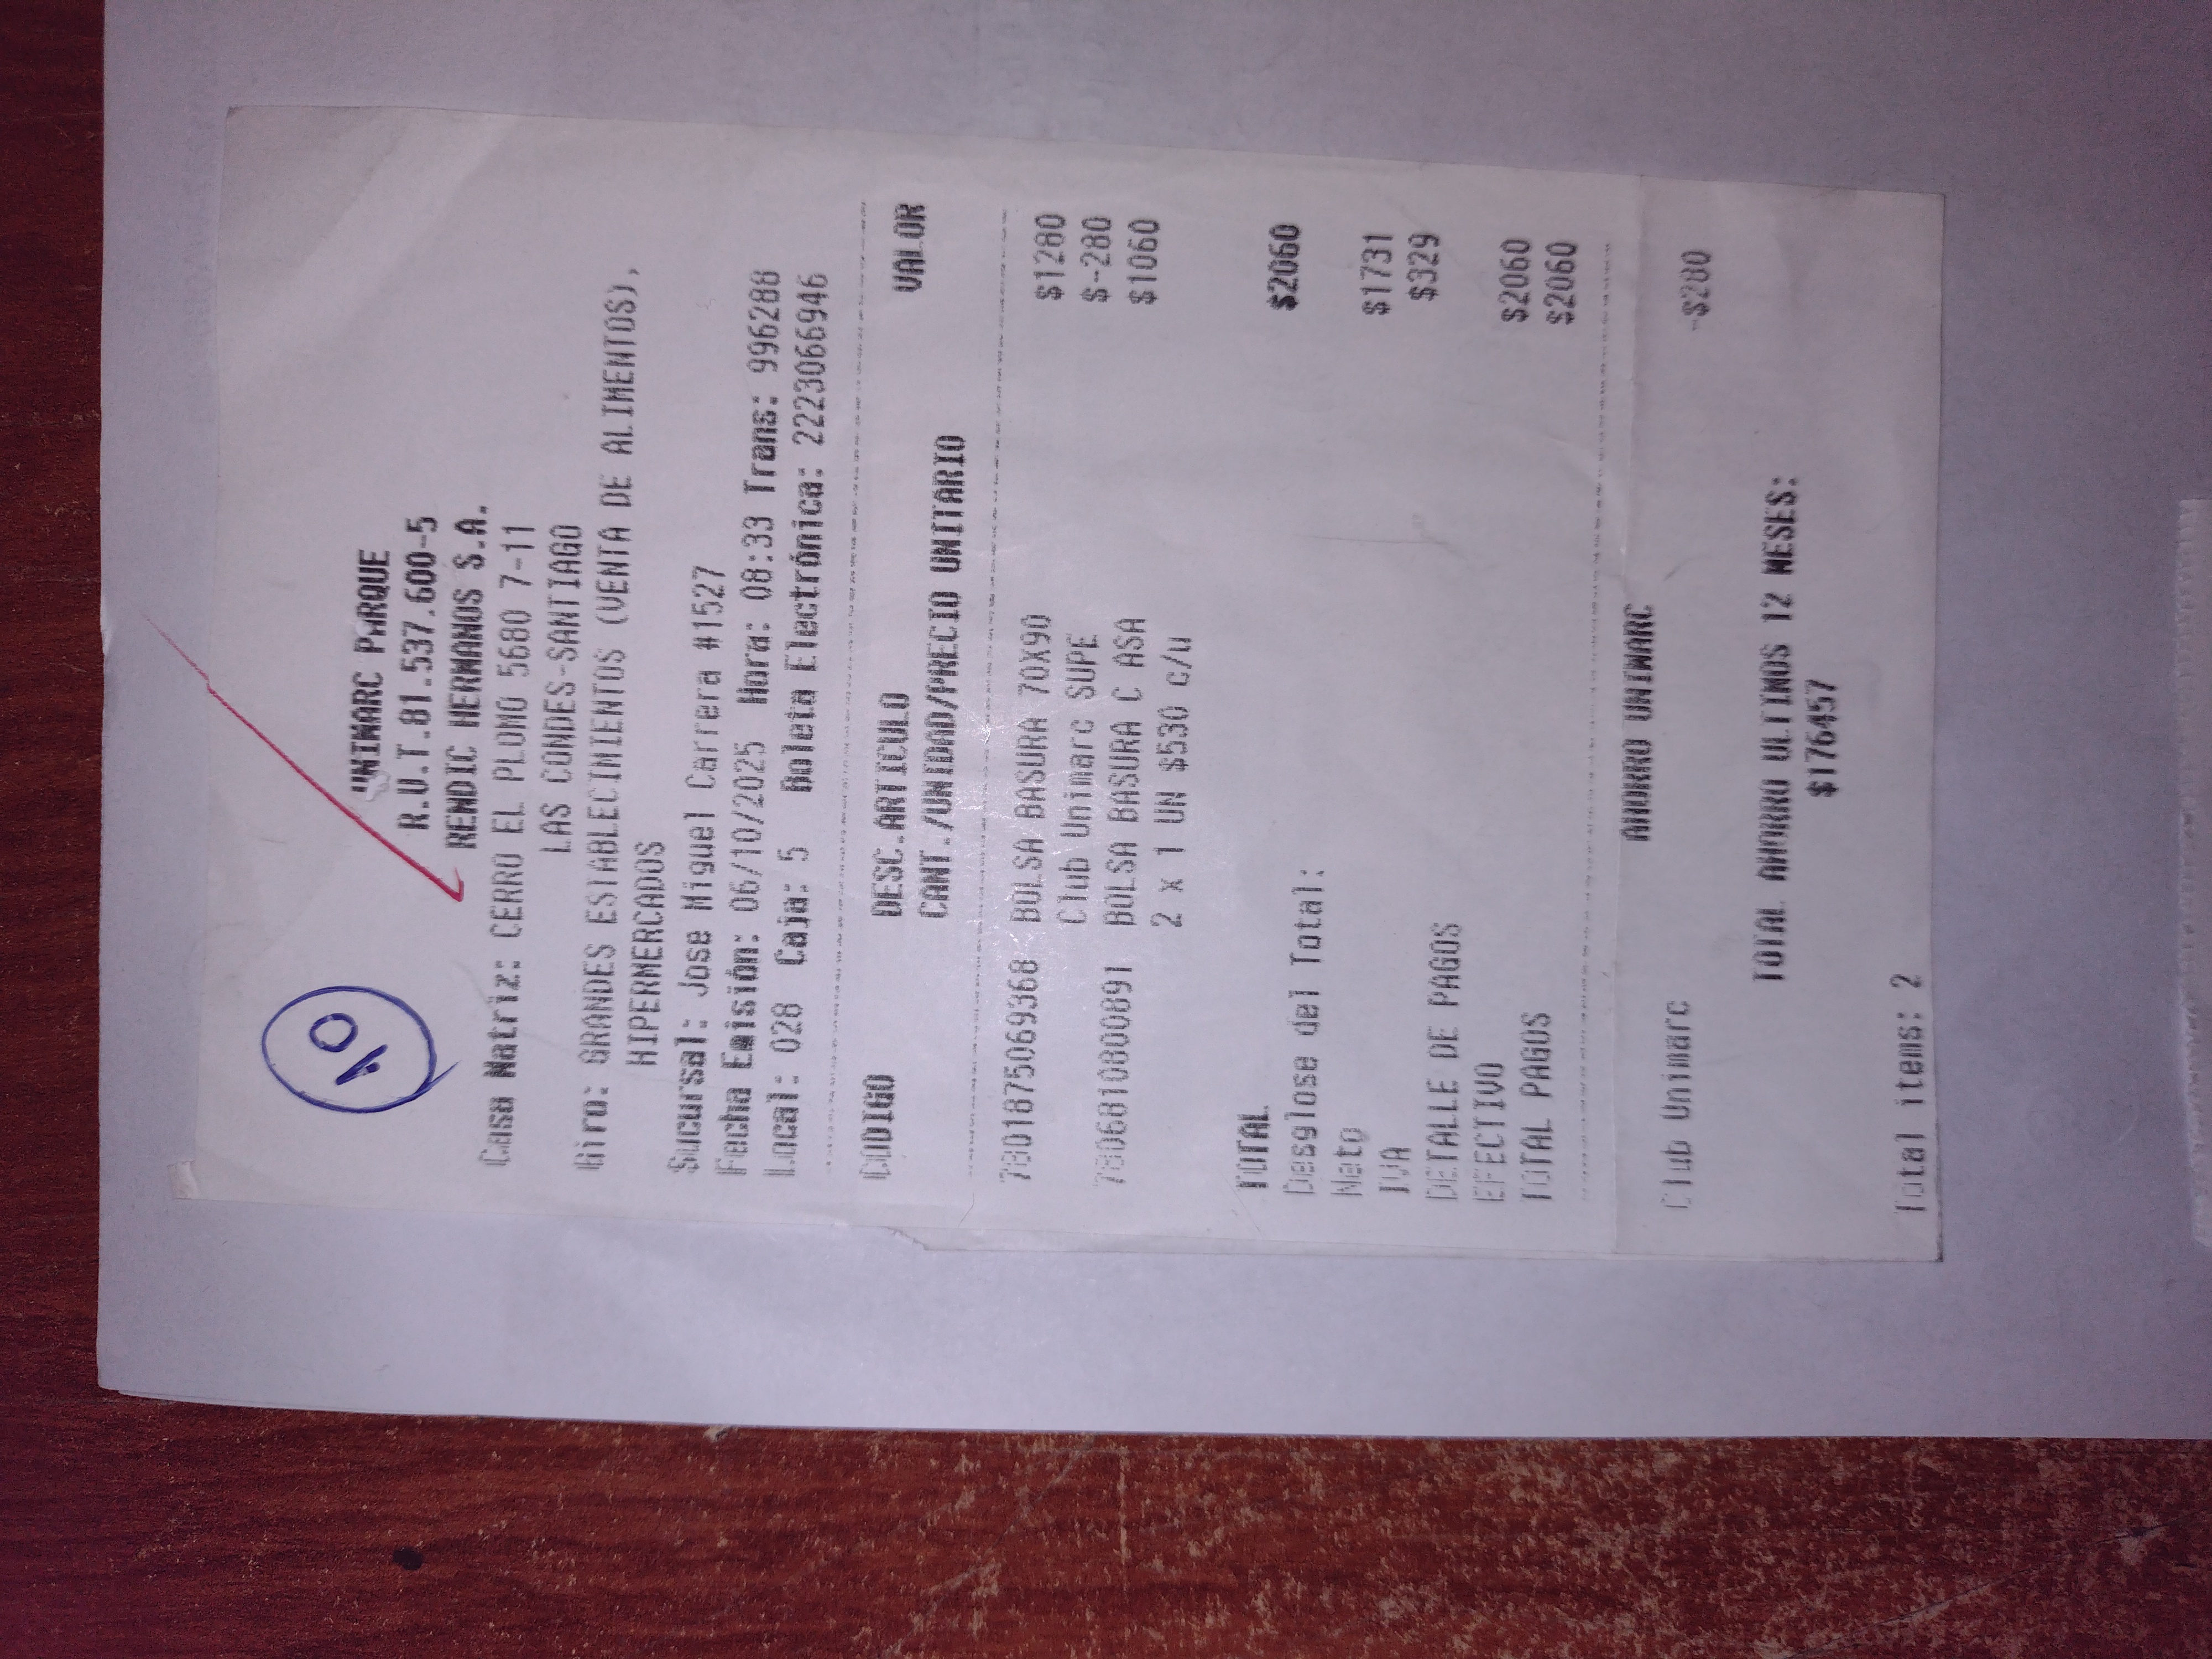 10
UNIMARC PARQUE
R.U.T.81.537.600-5
RENDIC HERMANOS S.A.
Casa Matriz: CERRO EL PLOMO 5680 7-11
LAS CONDES-SANTIAGO
Giro: GRANDES ESTABLECIMIENTOS (VENTA DE ALIMENTOS),
HIPERMERCADOS
Sucursal: Jose Miguel Carrera #1527
Fecha Emisión: 06/10/2025 Hora: 08:33 Trans: 996288
Local: 028 Caja: 5 Boleta Electrónica: 2223066946
CODIGO DESC.ARTICULO VALOR
CANT./UNIDAD/PRECIO UNITARIO
7801875069368 BOLSA BASURA 70X90 $1280
Club Unimarc SUPE $-280
7806810800891 BOLSA BASURA C ASA $1060
2 x 1 UN $530 c/u
TOTAL $2060
Desglose del Total:
Neto $1731
IVA $329
DETALLE DE PAGOS
EFECTIVO $2060
TOTAL PAGOS $2060
AHORRO UNIMARC
Club Unimarc -$280
TOTAL AHORRO ULTIMOS 12 MESES:
$176457
Total items: 2